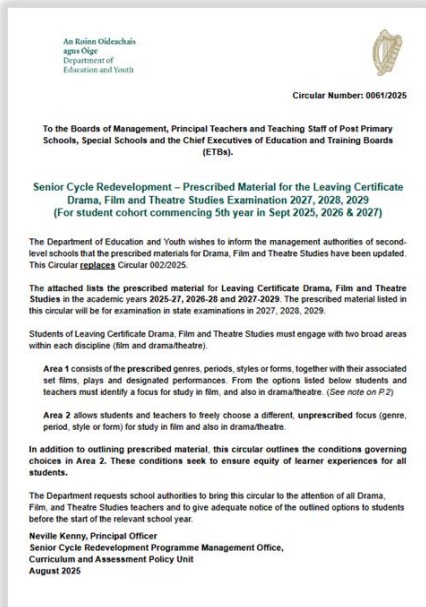 An Roinn Oideachais
agus Óige
Department of
Education and Youth
Circular Number: 0061/2025
To the Boards of Management, Principal Teachers and Teaching Staff of Post Primary
Schools, Special Schools and the Chief Executives of Education and Training Boards
(ETBs).
Senior Cycle Redevelopment – Prescribed Material for the Leaving Certificate
Drama, Film and Theatre Studies Examination 2027, 2028, 2029
(For student cohort commencing 5th year in Sept 2025, 2026 & 2027)
The Department of Education and Youth wishes to inform the management authorities of second-
level schools that the prescribed materials for Drama, Film and Theatre Studies have been updated.
This Circular replaces Circular 002/2025.
The attached lists the prescribed material for Leaving Certificate Drama, Film and Theatre
Studies in the academic years 2025-27, 2026-28 and 2027-2029. The prescribed material listed in
this circular will be for examination in state examinations in 2027, 2028, 2029.
Students of Leaving Certificate Drama, Film and Theatre Studies must engage with two broad areas
within each discipline (film and drama/theatre).
Area 1 consists of the prescribed genres, periods, styles or forms, together with their associated
set films, plays and designated performances. From the options listed below students and
teachers must identify a focus for study in film, and also in drama/theatre. (See note on P.2)
Area 2 allows students and teachers to freely choose a different, unprescribed focus (genre,
period, style or form) for study in film and also in drama/theatre.
In addition to outlining prescribed material, this circular outlines the conditions governing
choices in Area 2. These conditions seek to ensure equity of learner experiences for all
students.
The Department requests school authorities to bring this circular to the attention of all Drama,
Film, and Theatre Studies teachers and to give adequate notice of the outlined options to students
before the start of the relevant school year.
Neville Kenny, Principal Officer
Senior Cycle Redevelopment Programme Management Office,
Curriculum and Assessment Policy Unit
August 2025